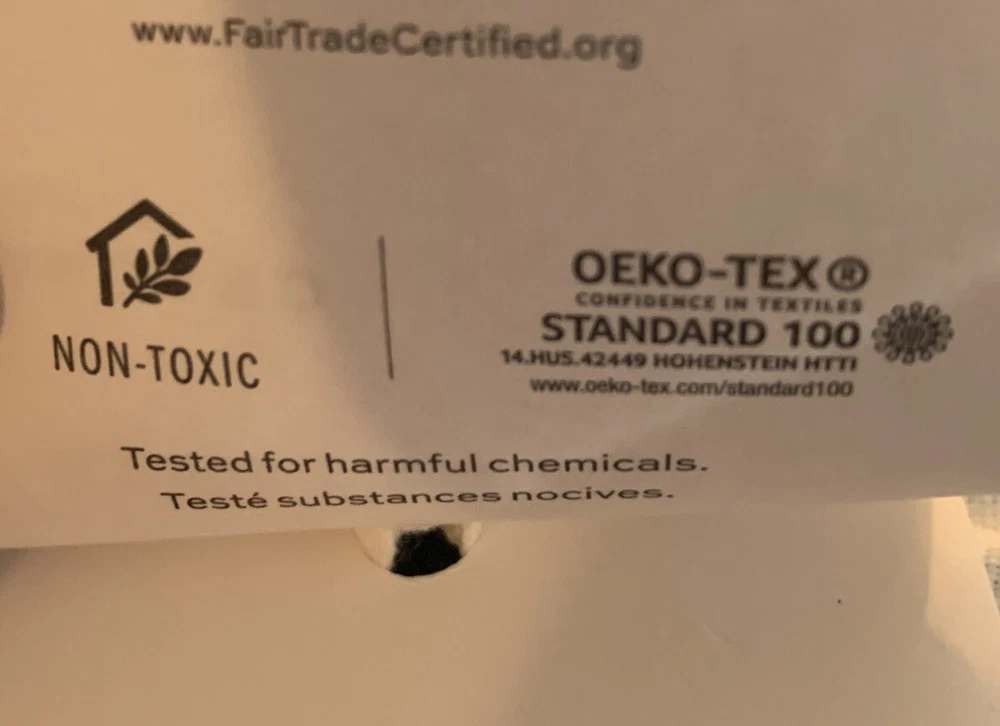 www.FairTradeCertified.org
NON-TOXIC
OEKO-TEX®
CONFIDENCE IN TEXTILES
STANDARD 100
14.HUS.42449 HOHENSTEIN HTTI
www.oeko-tex.com/standard100
Tested for harmful chemicals.
Testé substances nocives.